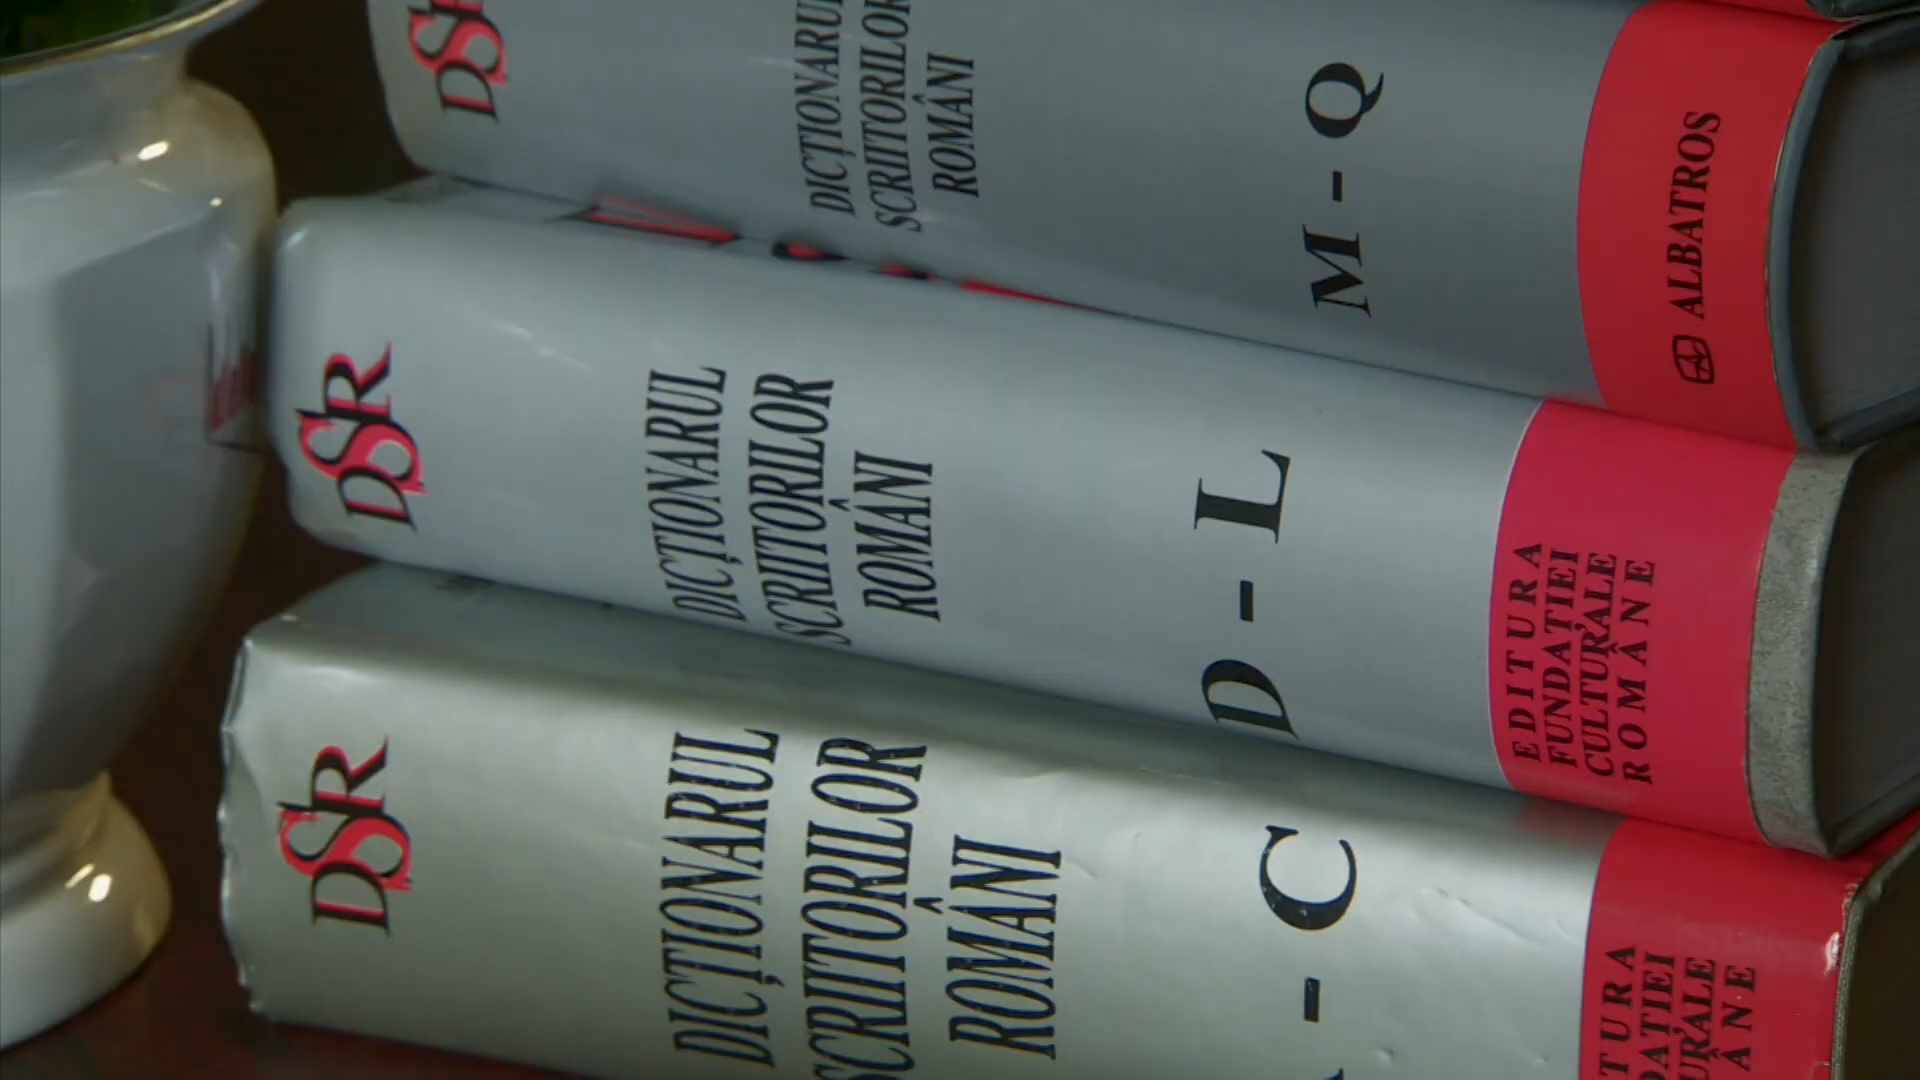 DSR
DICȚIONARUL
SCRIITORILOR
ROMÂNI
M - Q
ALBATROS
DSR
DICȚIONARUL
SCRIITORILOR
ROMÂNI
D - L
EDITURA
FUNDAȚIEI
CULTURALE
ROMÂNE
DSR
DICȚIONARUL
SCRIITORILOR
ROMÂNI
- C